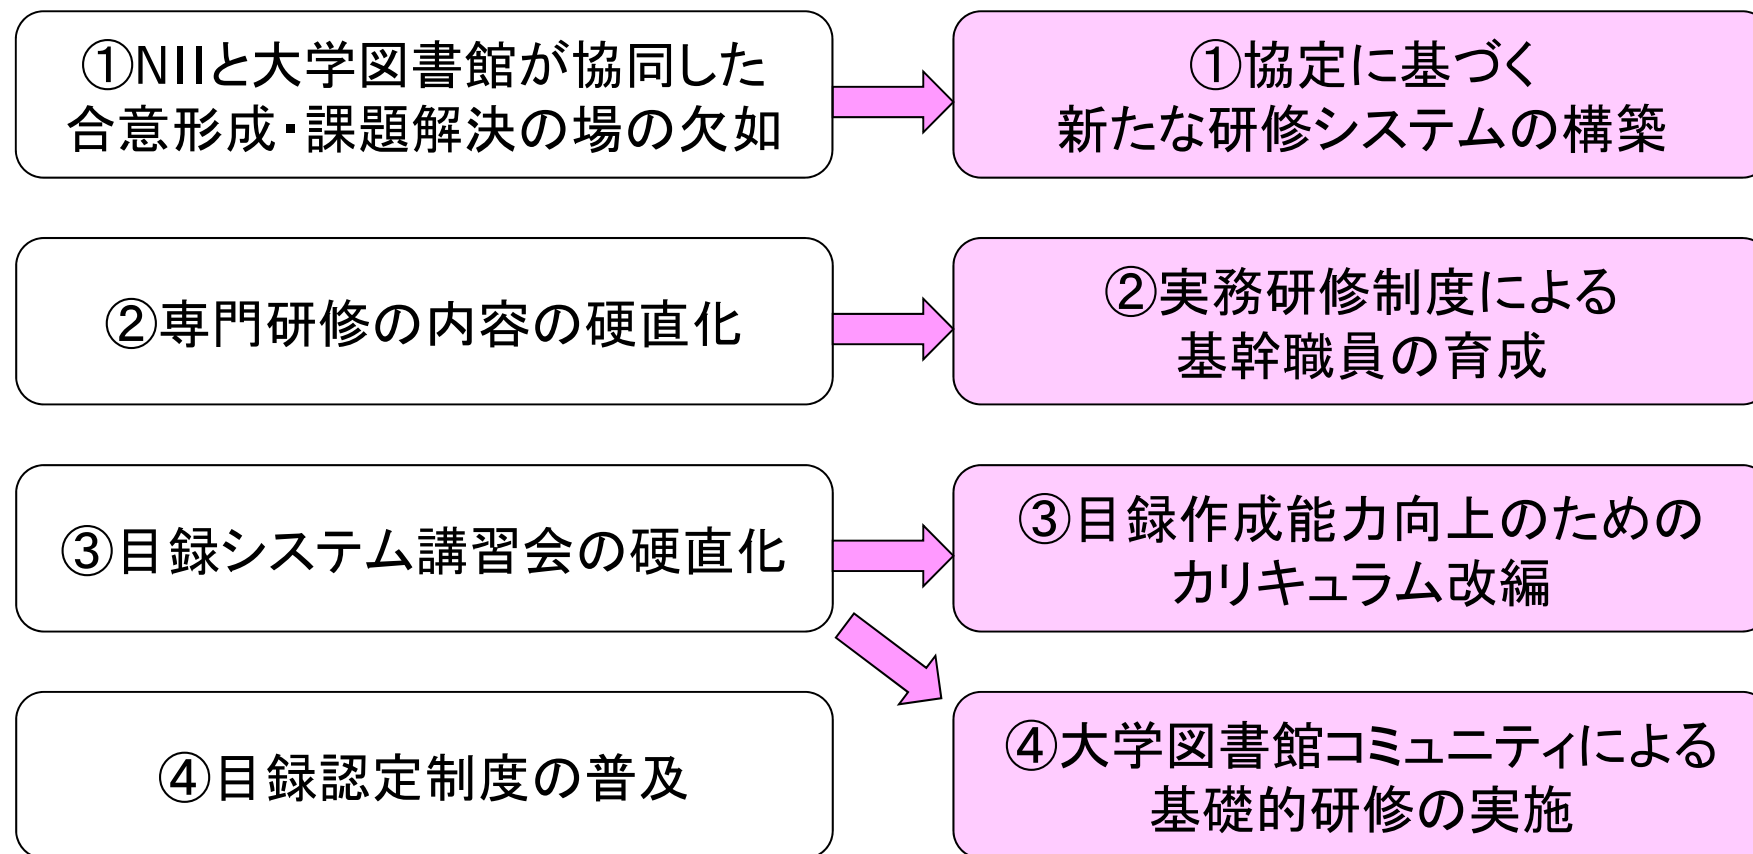 ①NIIと大学図書館が協同した
合意形成・課題解決の場の欠如
①協定に基づく
新たな研修システムの構築
②専門研修の内容の硬直化
②実務研修制度による
基幹職員の育成
③目録システム講習会の硬直化
③目録作成能力向上のための
カリキュラム改編
④目録認定制度の普及
④大学図書館コミュニティによる
基礎的研修の実施